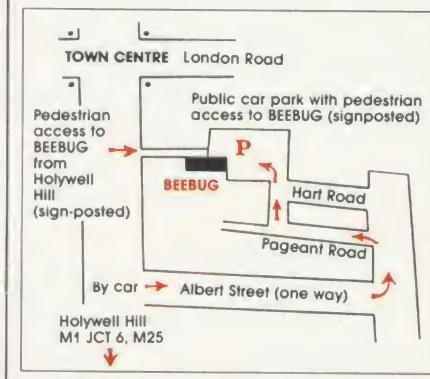 TOWN CENTRE London Road
Pedestrian
access to
BEEBUG
from
Holywell
Hill
(sign-posted)
Public car park with pedestrian
access to BEEBUG (signposted)
P
BEEBUG
Hart Road
Pageant Road
By car
Albert Street (one way)
Holywell Hill
M1 JCT 6, M25